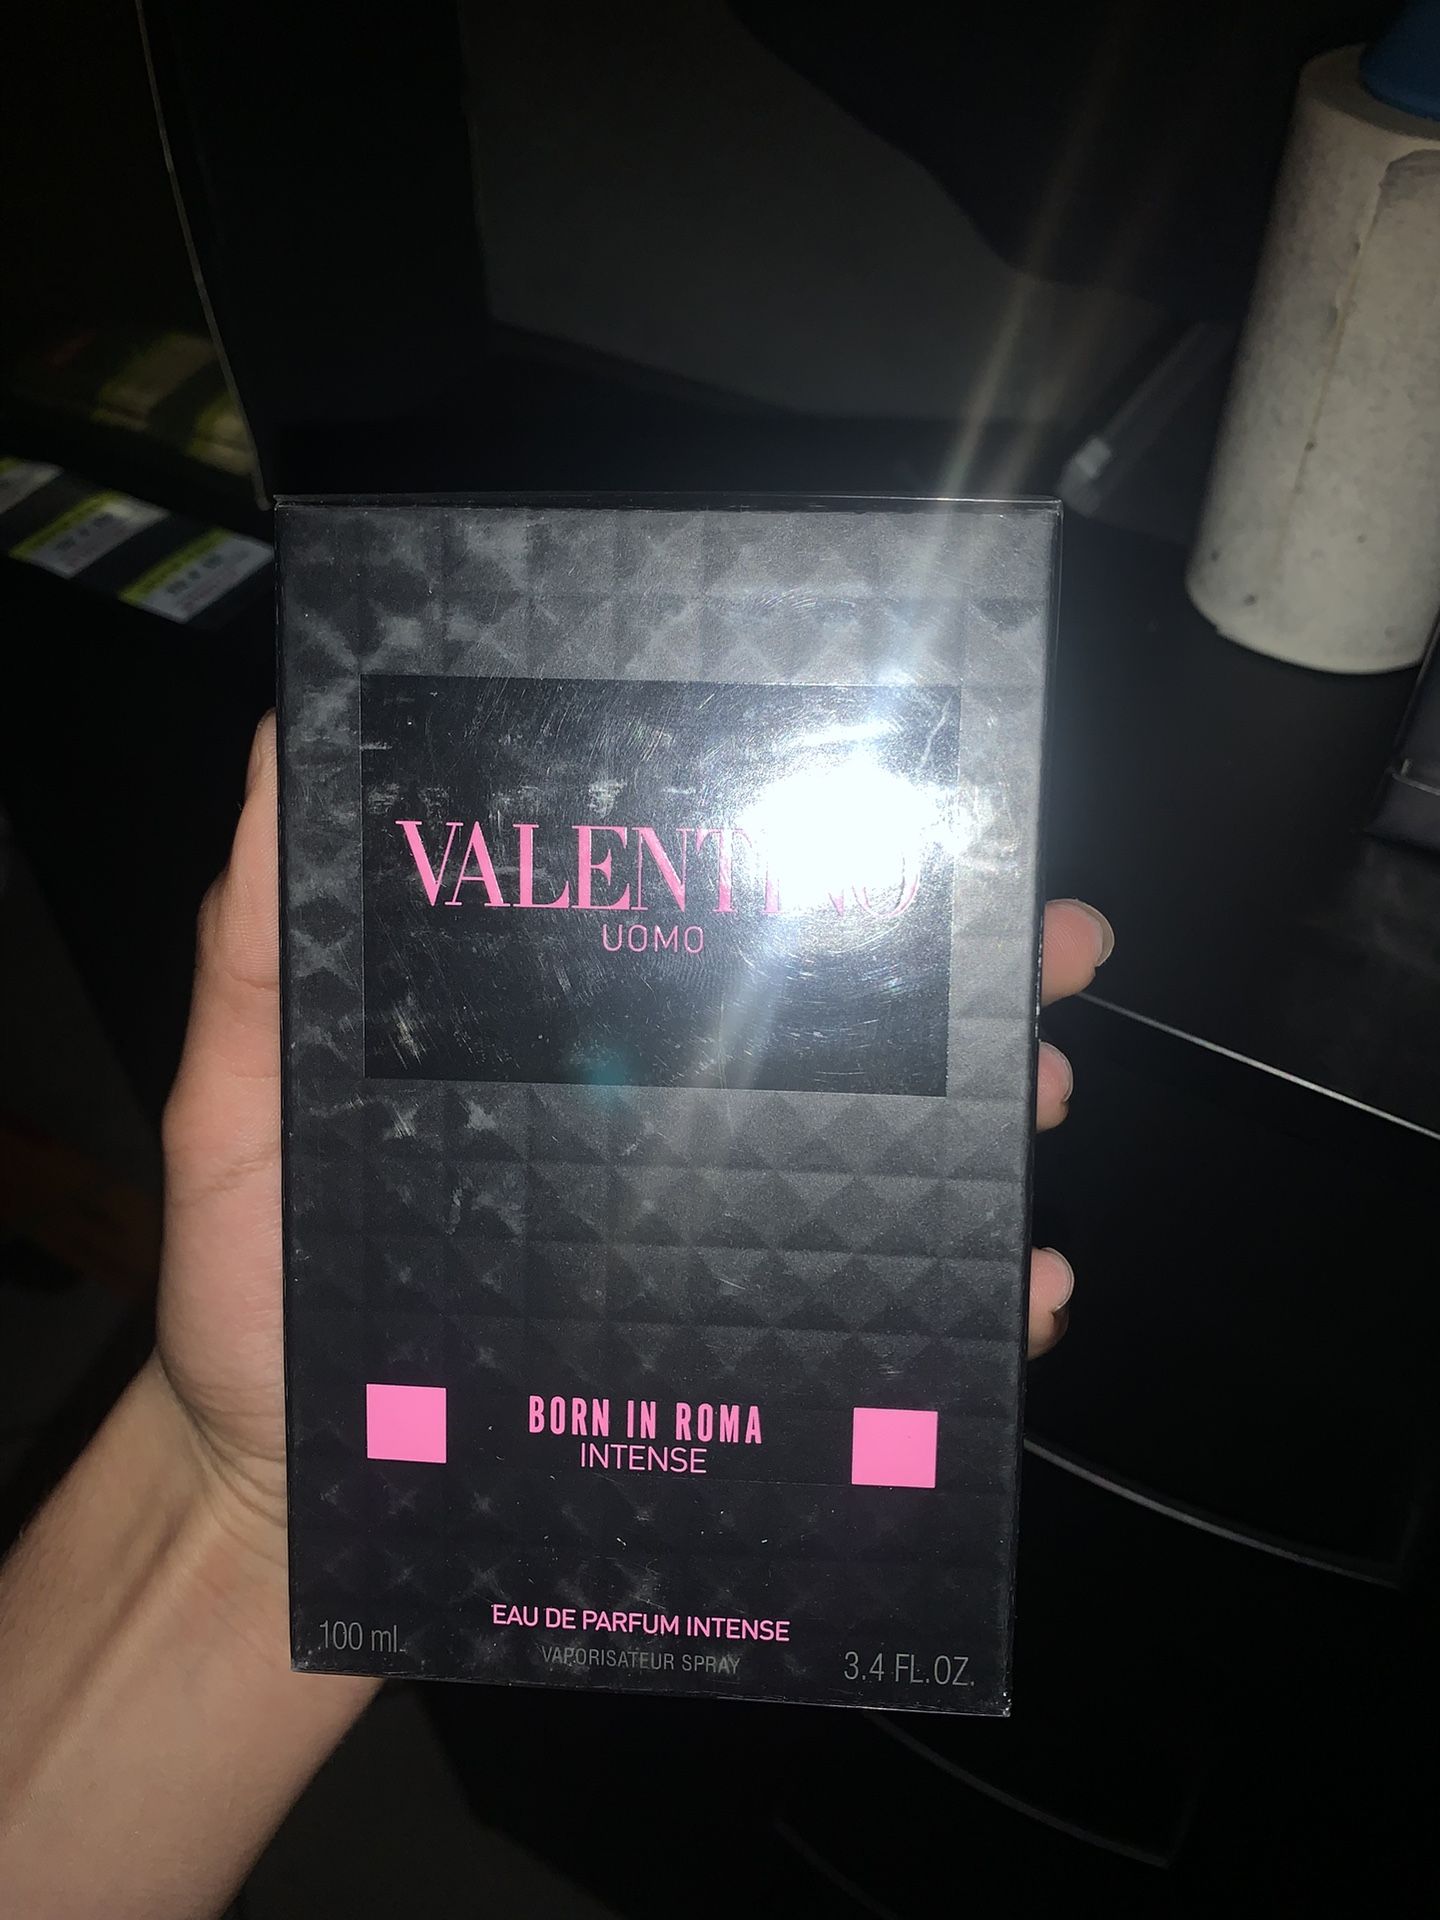 VALENTINO
UOMO
BORN IN ROMA
INTENSE
EAU DE PARFUM INTENSE
100 ml.
VAPORISATEUR SPRAY
3.4 FL.OZ.